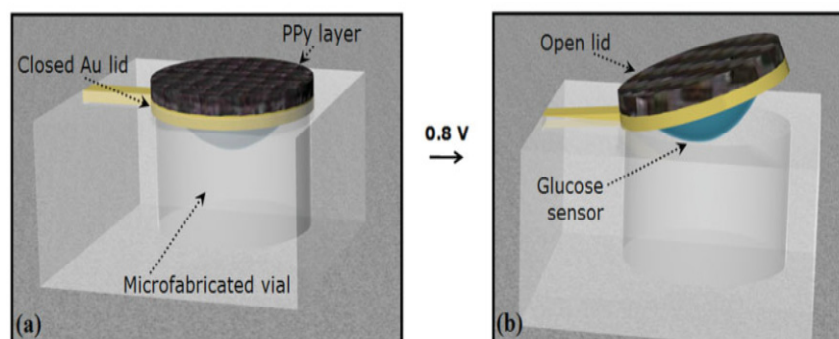 PPy layer
Closed Au lid
Microfabricated vial
(a)
0.8 V
→
Open lid
Glucose
sensor
(b)